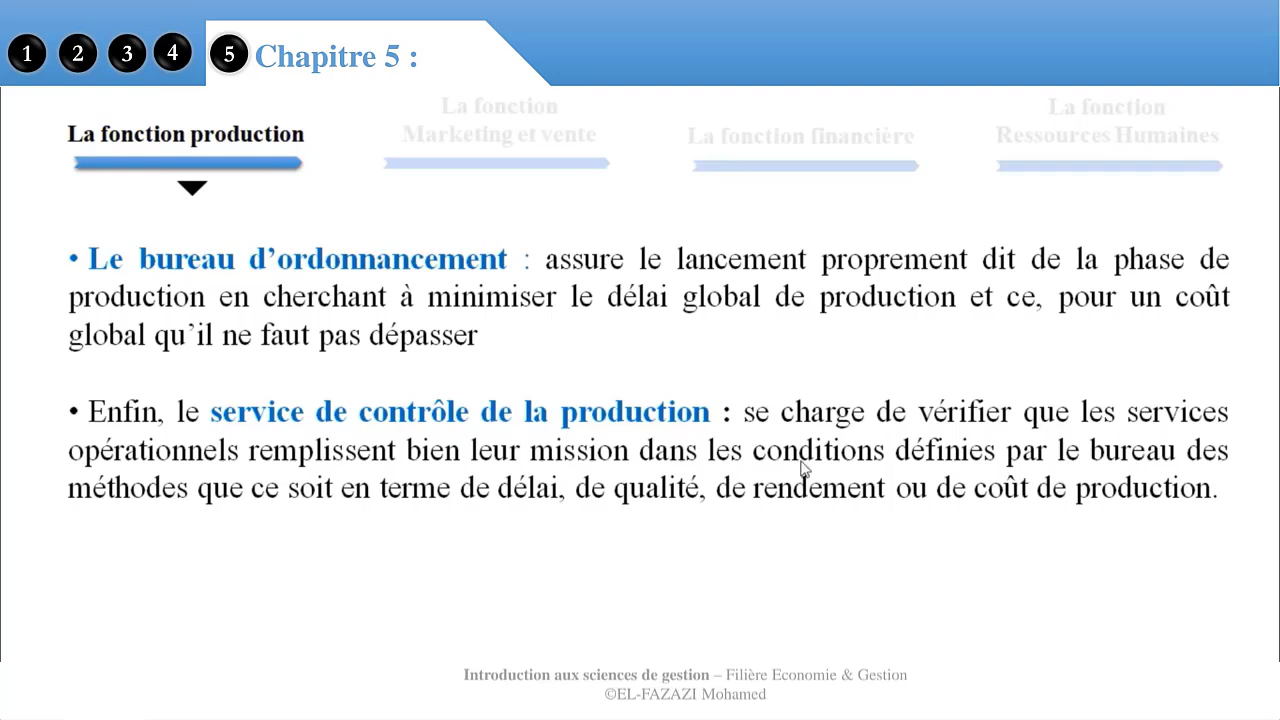 1 2 3 4 5 Chapitre 5 :
La fonction production
La fonction
Marketing et vente
La fonction financière
La fonction
Ressources Humaines
• Le bureau d’ordonnancement : assure le lancement proprement dit de la phase de
production en cherchant à minimiser le délai global de production et ce, pour un coût
global qu’il ne faut pas dépasser
• Enfin, le service de contrôle de la production : se charge de vérifier que les services
opérationnels remplissent bien leur mission dans les conditions définies par le bureau des
méthodes que ce soit en terme de délai, de qualité, de rendement ou de coût de production.
Introduction aux sciences de gestion – Filière Economie & Gestion
©EL-FAZAZI Mohamed